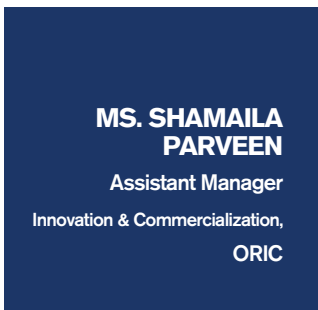 MS. SHAMAILA
PARVEEN
Assistant Manager
Innovation & Commercialization,
ORIC